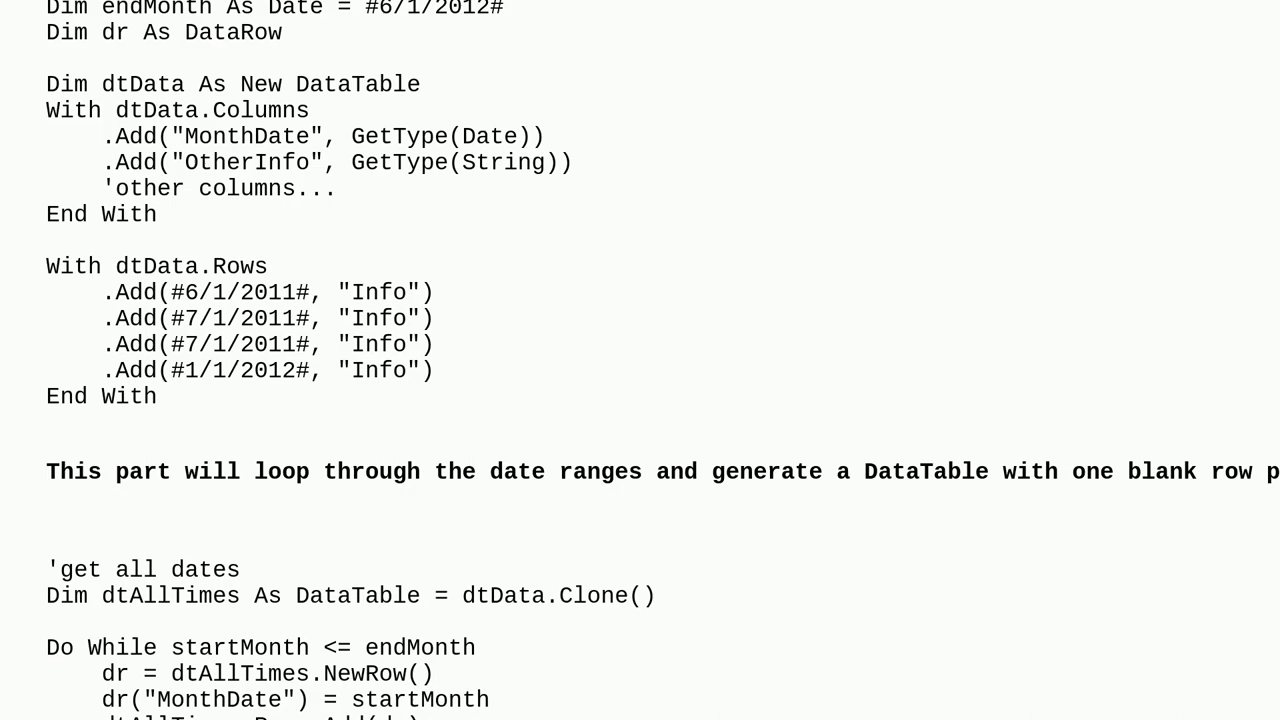 Dim endMonth As Date = #6/1/2012#
Dim dr As DataRow
Dim dtData As New DataTable
With dtData.Columns
.Add("MonthDate", GetType(Date))
.Add("OtherInfo", GetType(String))
'other columns...
End With
With dtData.Rows
.Add(#6/1/2011#, "Info")
.Add(#7/1/2011#, "Info")
.Add(#7/1/2011#, "Info")
.Add(#1/1/2012#, "Info")
End With
This part will loop through the date ranges and generate a DataTable with one blank row
'get all dates
Dim dtAllTimes As DataTable = dtData.Clone()
Do While startMonth <= endMonth
dr = dtAllTimes.NewRow()
dr("MonthDate") = startMonth